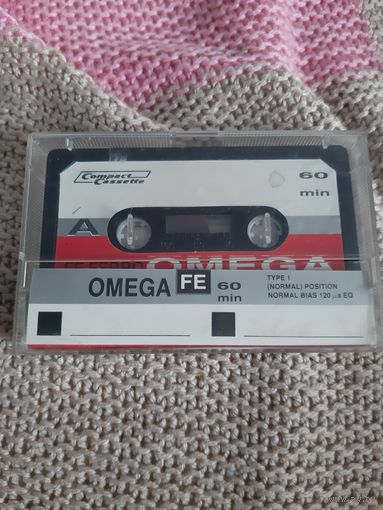 Compact
Cassette
60
min
A
OMEGA
OMEGA FE 60
min
TYPE I
(NORMAL) POSITION
NORMAL BIAS 120 µs EQ